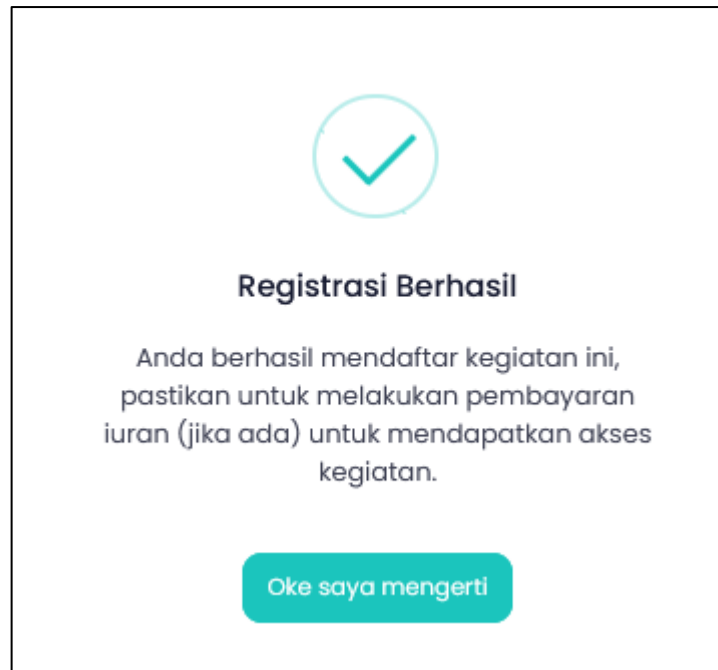 Registrasi Berhasil
Anda berhasil mendaftar kegiatan ini,
pastikan untuk melakukan pembayaran
iuran (jika ada) untuk mendapatkan akses
kegiatan.
Oke saya mengerti